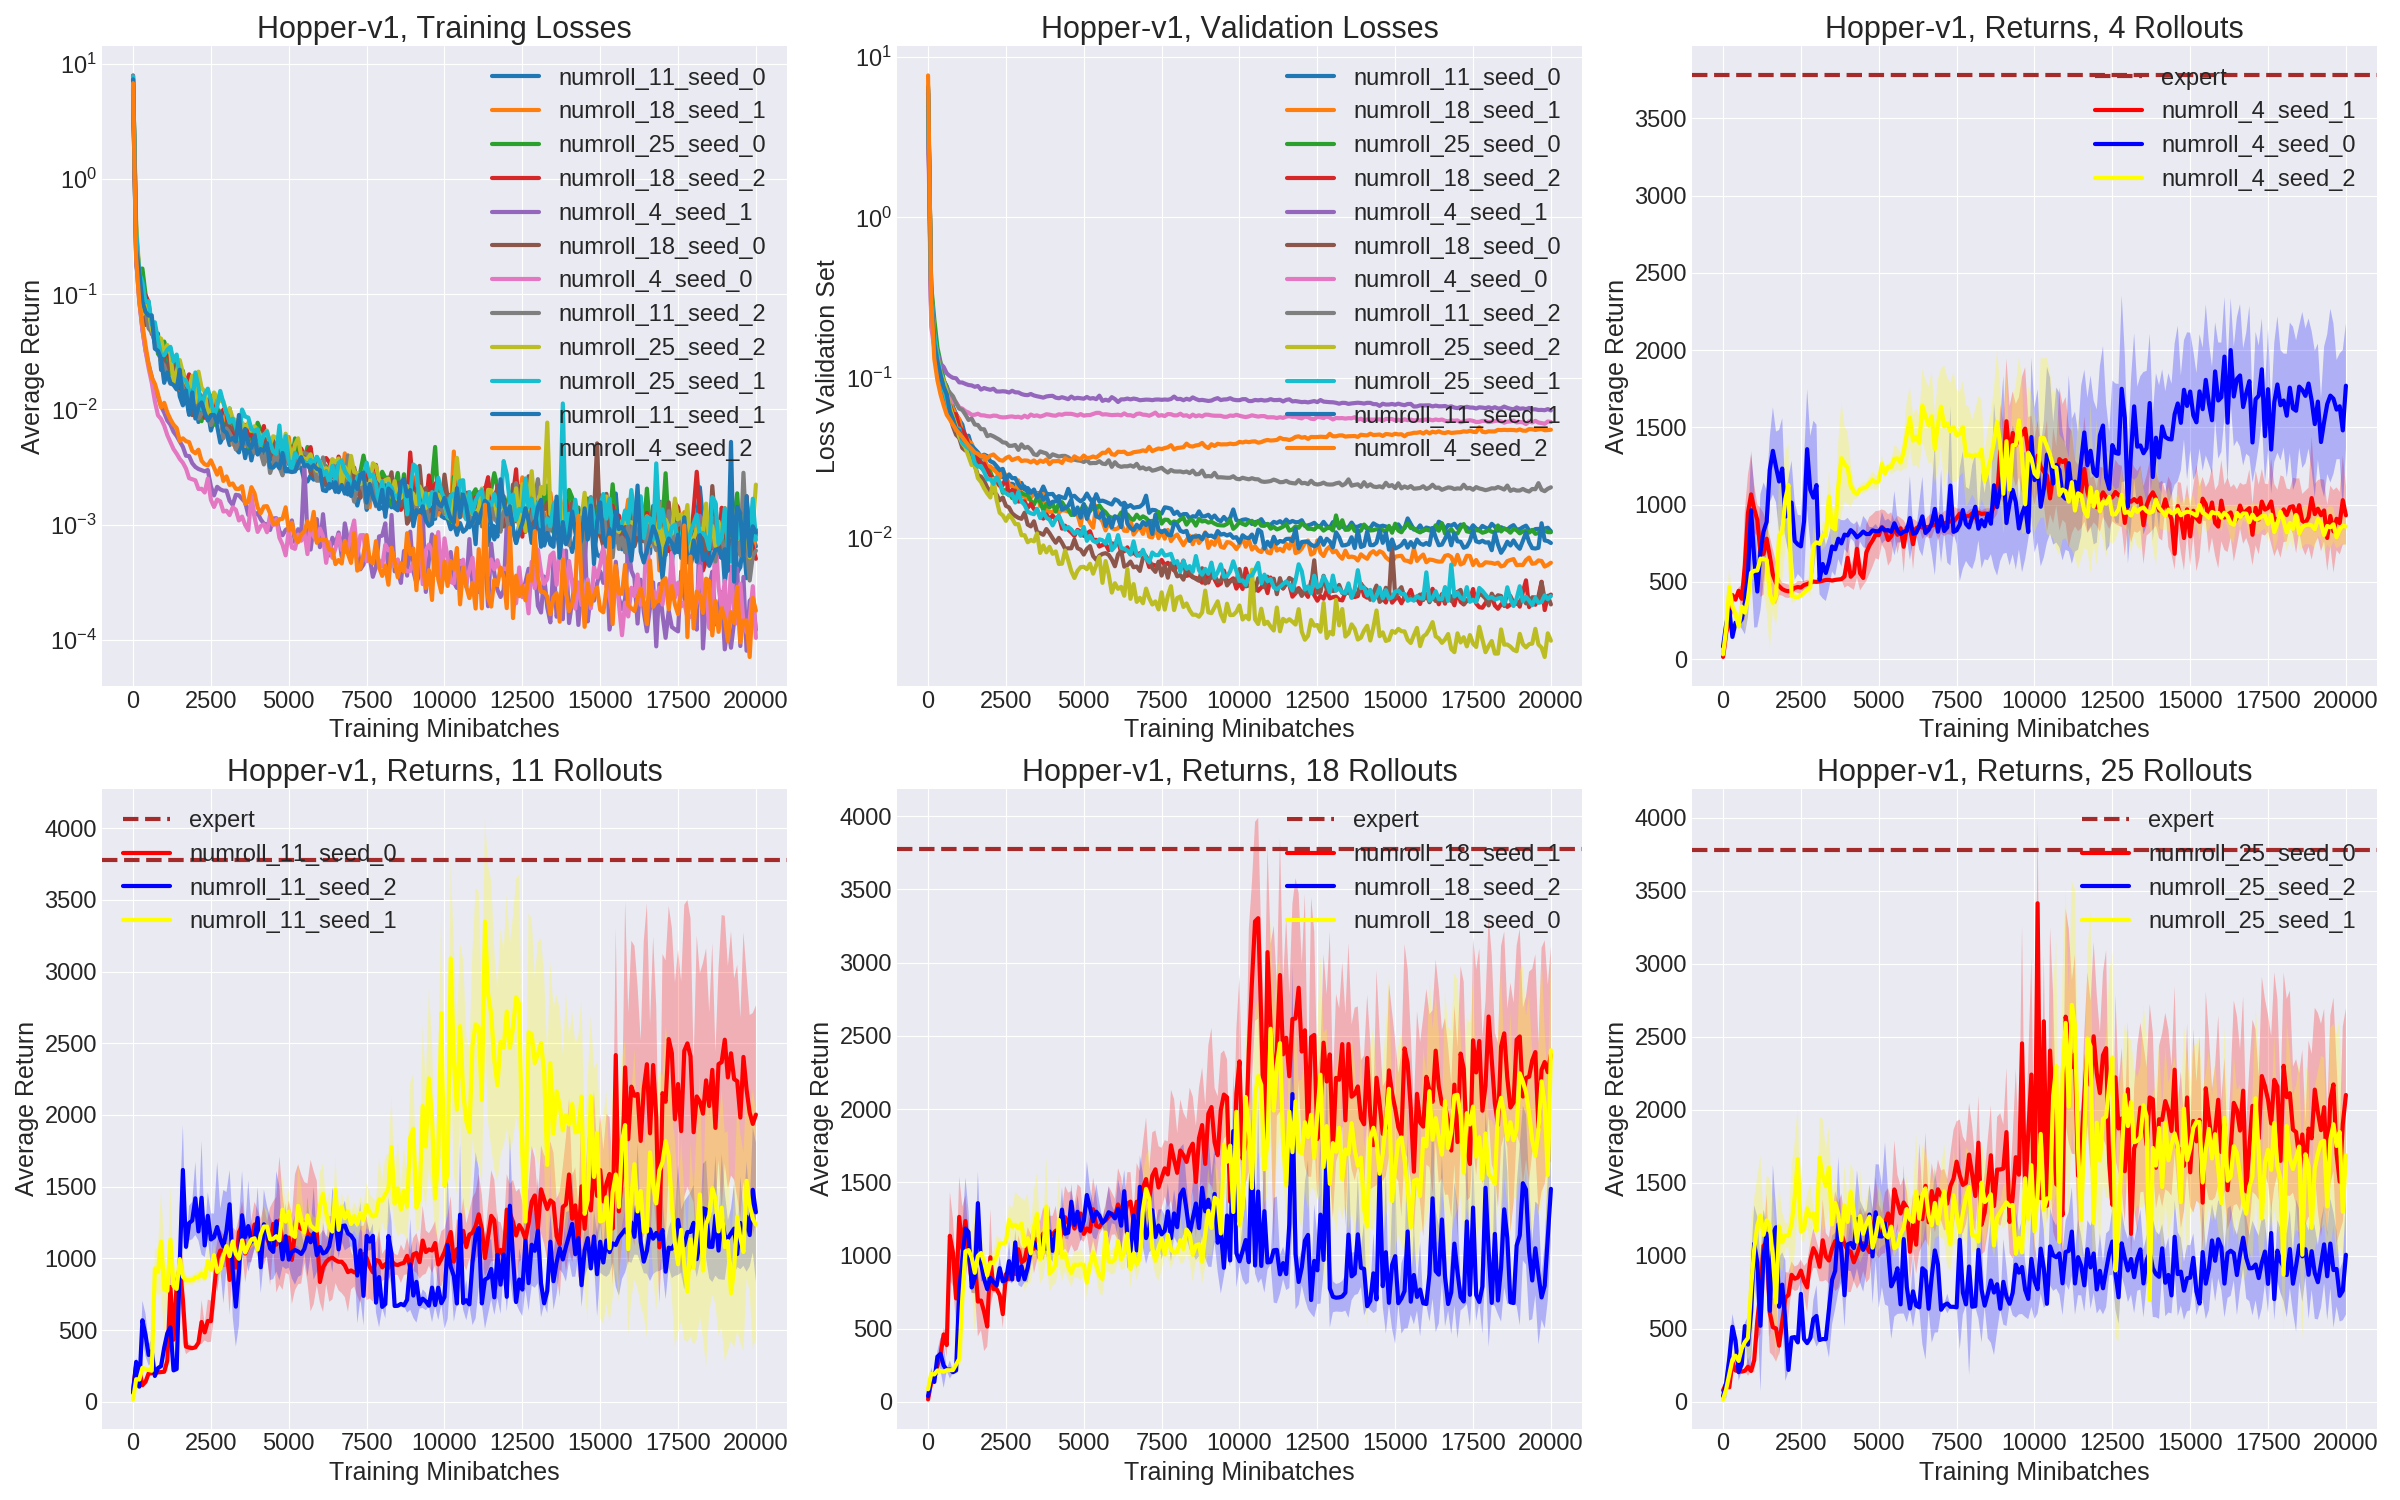 Hopper-v1, Training Losses
Average Return
10¹
10⁰
10⁻¹
10⁻²
10⁻³
10⁻⁴
numroll_11_seed_0
numroll_18_seed_1
numroll_25_seed_0
numroll_18_seed_2
numroll_4_seed_1
numroll_18_seed_0
numroll_4_seed_0
numroll_11_seed_2
numroll_25_seed_2
numroll_25_seed_1
numroll_11_seed_1
numroll_4_seed_2
0 2500 5000 7500 10000 12500 15000 17500 20000
Training Minibatches
Hopper-v1, Validation Losses
Loss Validation Set
10¹
10⁰
10⁻¹
10⁻²
numroll_11_seed_0
numroll_18_seed_1
numroll_25_seed_0
numroll_18_seed_2
numroll_4_seed_1
numroll_18_seed_0
numroll_4_seed_0
numroll_11_seed_2
numroll_25_seed_2
numroll_25_seed_1
numroll_11_seed_1
numroll_4_seed_2
0 2500 5000 7500 10000 12500 15000 17500 20000
Training Minibatches
Hopper-v1, Returns, 4 Rollouts
Average Return
3500
3000
2500
2000
1500
1000
500
0
expert
numroll_4_seed_1
numroll_4_seed_0
numroll_4_seed_2
0 2500 5000 7500 10000 12500 15000 17500 20000
Training Minibatches
Hopper-v1, Returns, 11 Rollouts
Average Return
4000
3500
3000
2500
2000
1500
1000
500
0
expert
numroll_11_seed_0
numroll_11_seed_2
numroll_11_seed_1
0 2500 5000 7500 10000 12500 15000 17500 20000
Training Minibatches
Hopper-v1, Returns, 18 Rollouts
Average Return
4000
3500
3000
2500
2000
1500
1000
500
0
expert
numroll_18_seed_1
numroll_18_seed_2
numroll_18_seed_0
0 2500 5000 7500 10000 12500 15000 17500 20000
Training Minibatches
Hopper-v1, Returns, 25 Rollouts
Average Return
4000
3500
3000
2500
2000
1500
1000
500
0
expert
numroll_25_seed_0
numroll_25_seed_2
numroll_25_seed_1
0 2500 5000 7500 10000 12500 15000 17500 20000
Training Minibatches